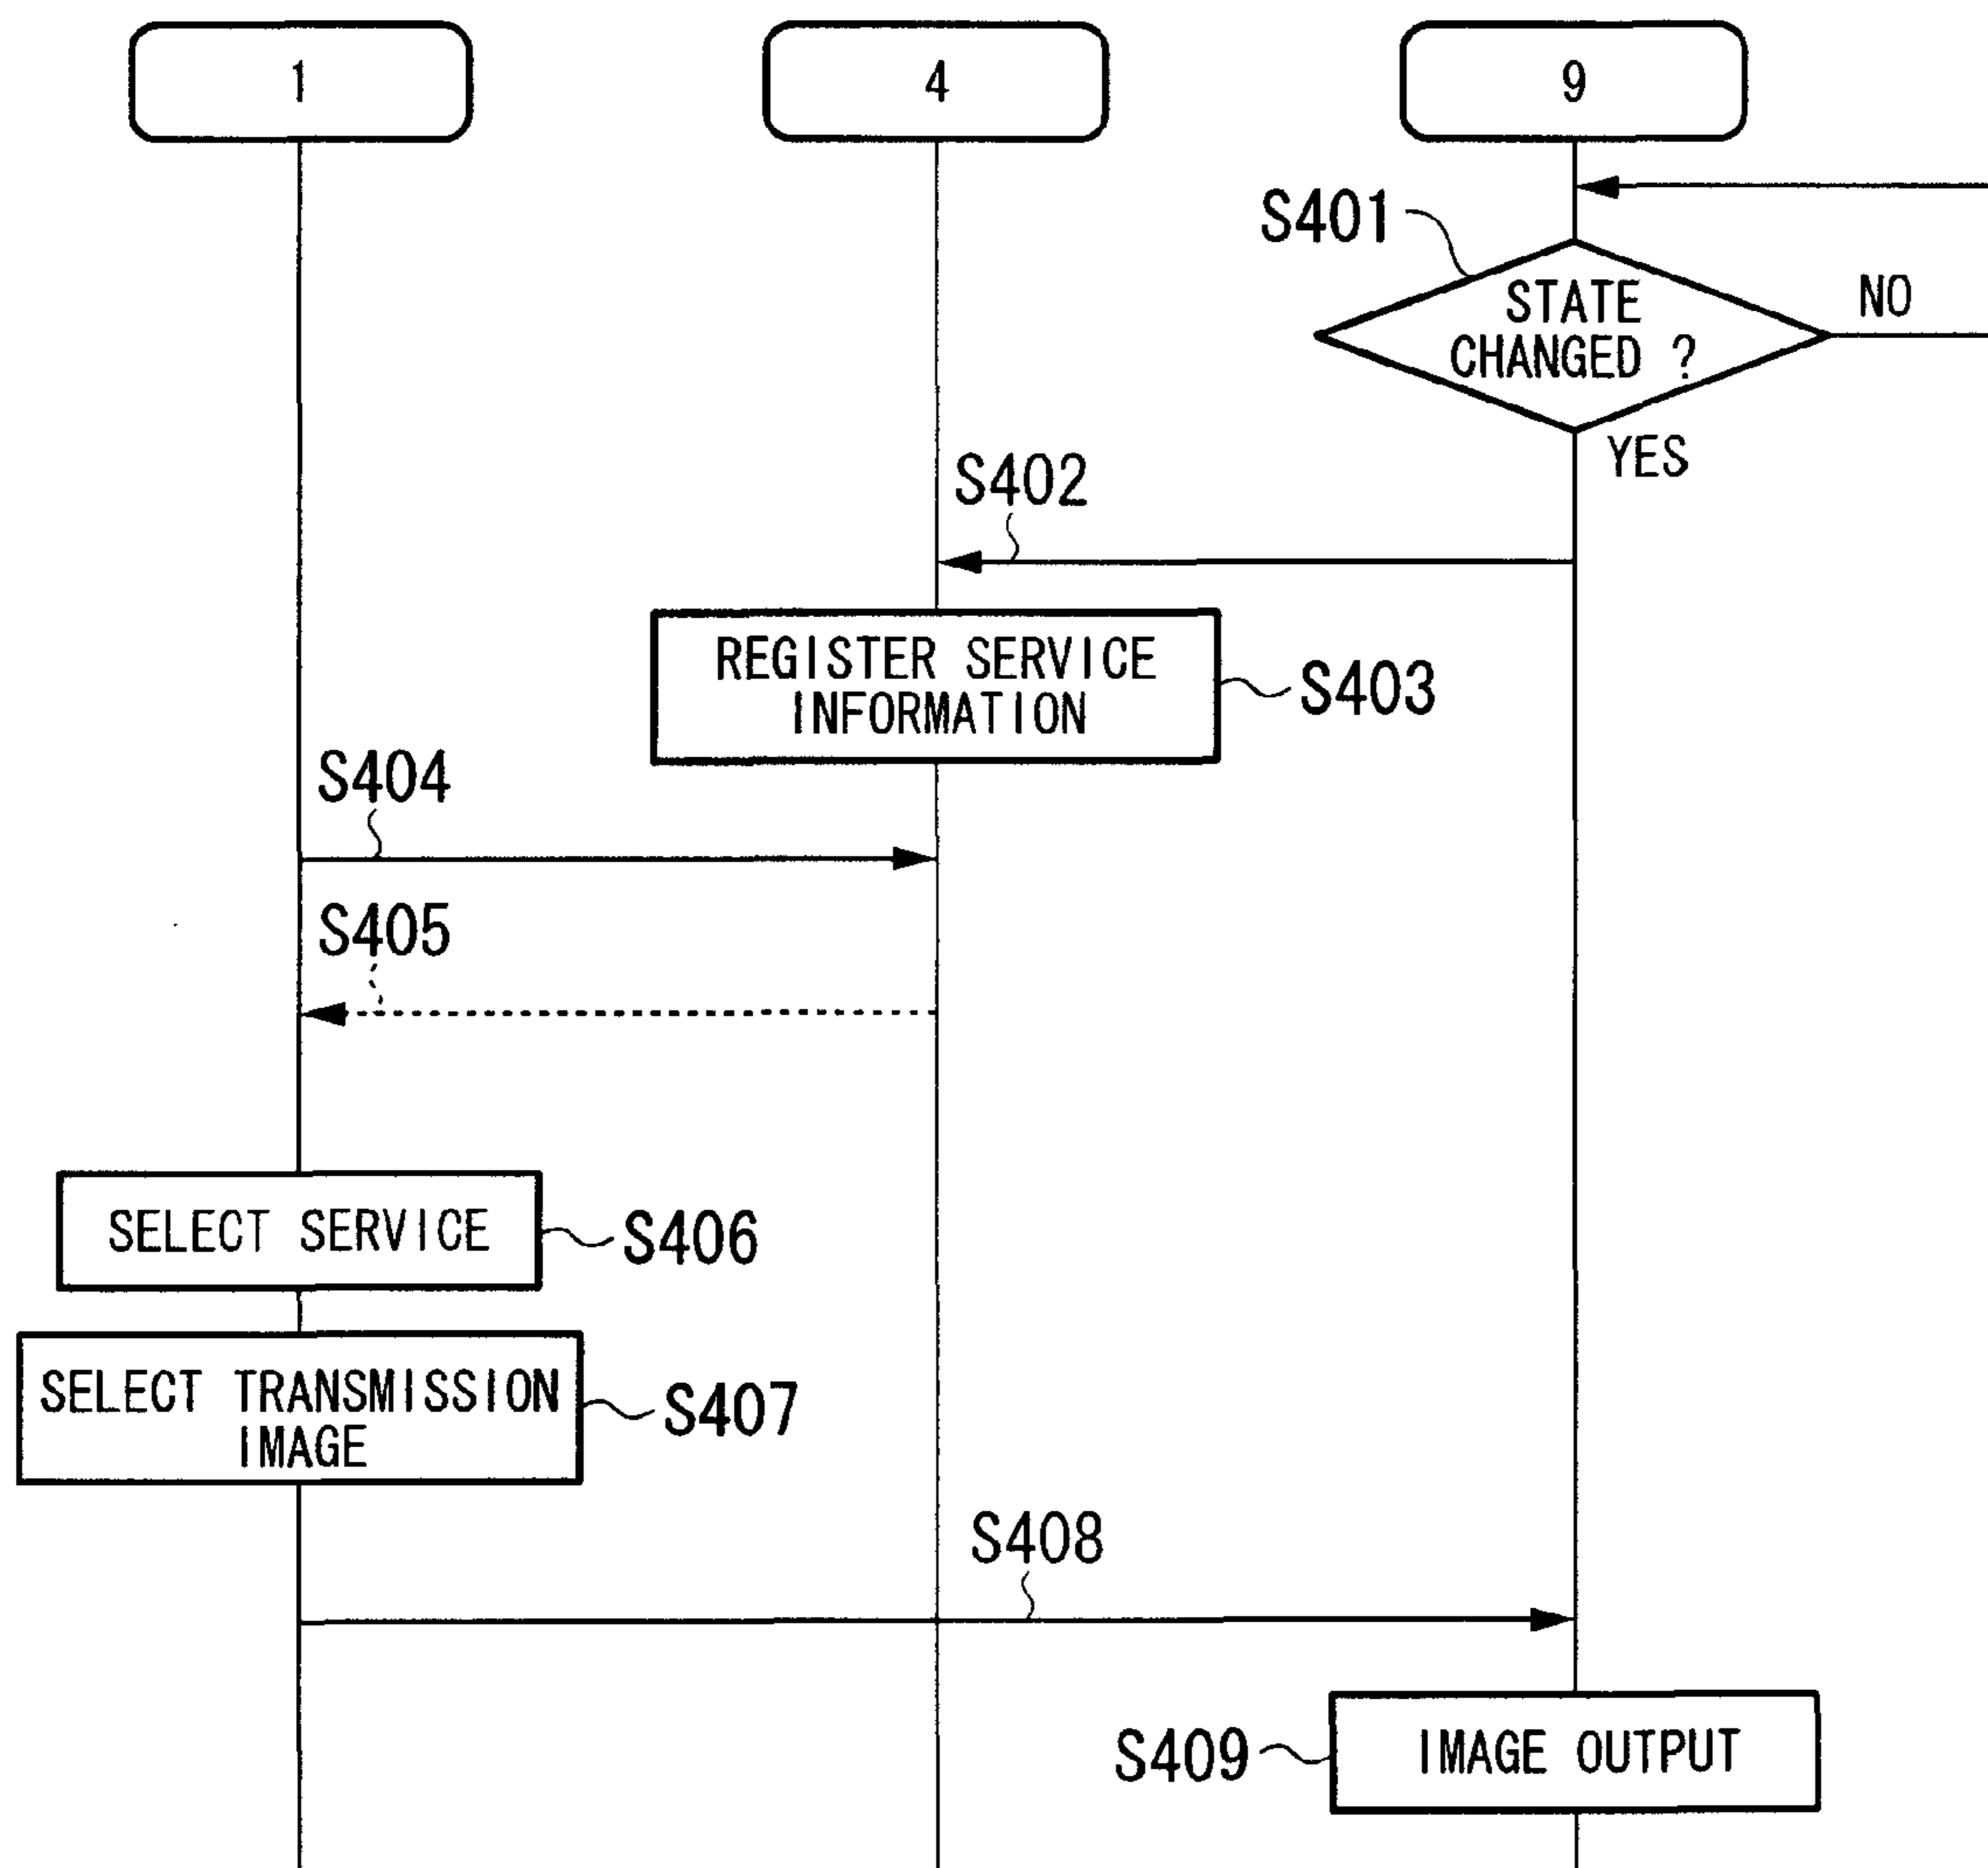 1
4
9
S401
STATE
CHANGED ?
NO
YES
S402
REGISTER SERVICE
INFORMATION
S403
S404
S405
SELECT SERVICE
S406
SELECT TRANSMISSION
IMAGE
S407
S408
S409
IMAGE OUTPUT